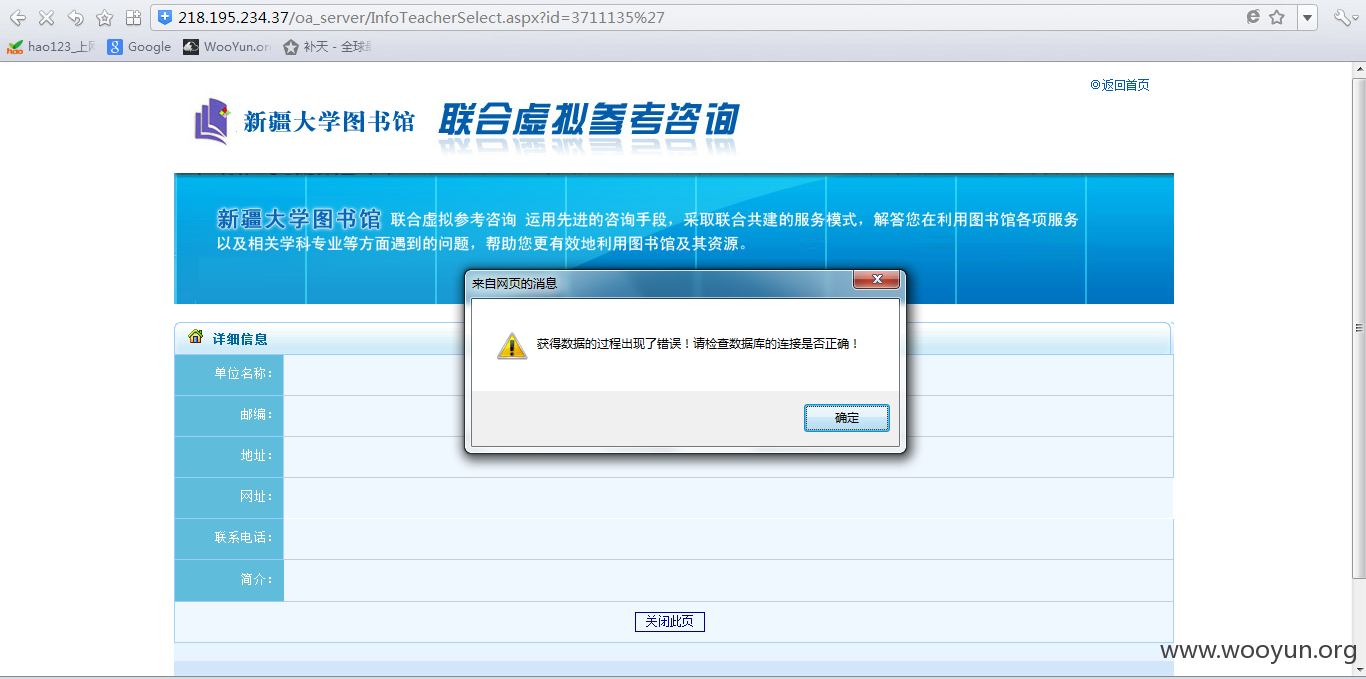 218.195.234.37/oa_server/InfoTeacherSelect.aspx?id=3711135%27
hao123_上网 Google WooYun.or 补天 - 全球
◎返回首页
新疆大学图书馆 联合虚拟参考咨询
新疆大学图书馆 联合虚拟参考咨询 运用先进的咨询手段，采取联合共建的服务模式，解答您在利用图书馆各项服务
以及相关学科专业等方面遇到的问题，帮助您更有效地利用图书馆及其资源。
来自网页的消息
获得数据的过程出现了错误！请检查数据库的连接是否正确！
确定
详细信息
单位名称：
邮编：
地址：
网址：
联系电话：
简介：
关闭此页
www.wooyun.org